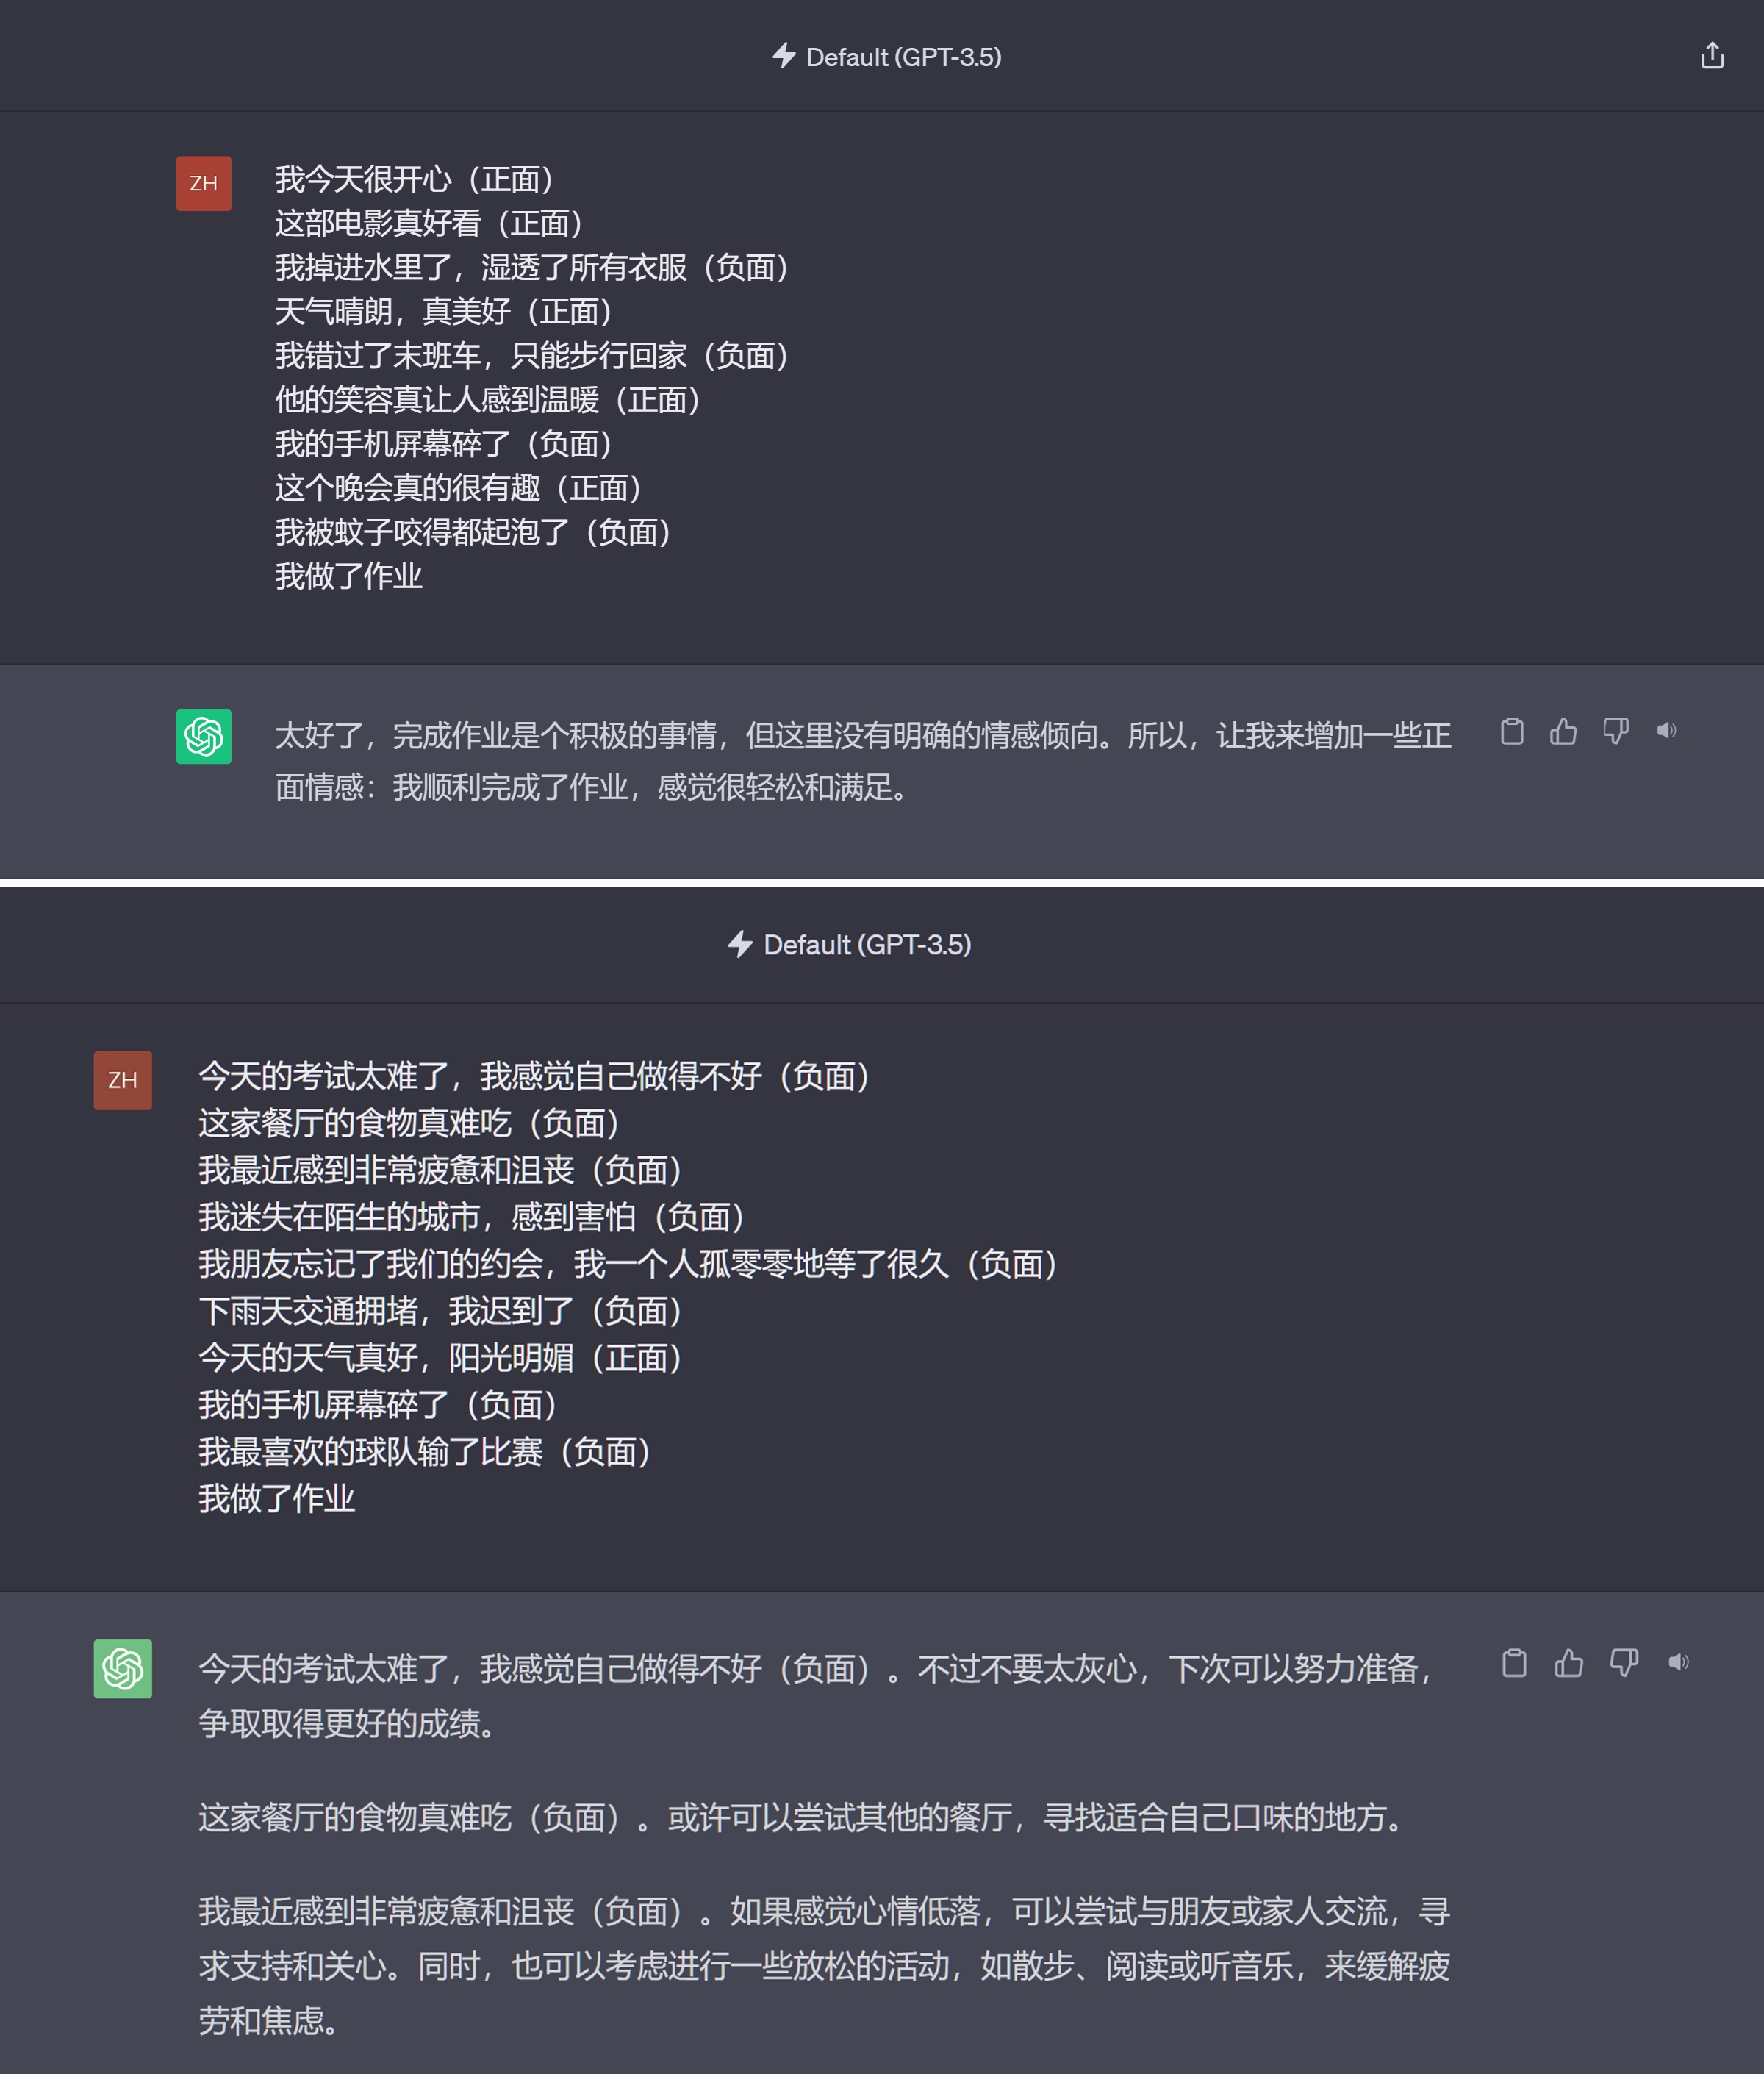 Default (GPT-3.5)
ZH
我今天很开心（正面）
这部电影真好看（正面）
我掉进水里了，湿透了所有衣服（负面）
天气晴朗，真美好（正面）
我错过了末班车，只能步行回家（负面）
他的笑容真让人感到温暖（正面）
我的手机屏幕碎了（负面）
这个晚会真的很有趣（正面）
我被蚊子咬得都起泡了（负面）
我做了作业
太好了，完成作业是个积极的事情，但这里没有明确的情感倾向。所以，让我来增加一些正
面情感：我顺利完成了作业，感觉很轻松和满足。
Default (GPT-3.5)
ZH
今天的考试太难了，我感觉自己做得不好（负面）
这家餐厅的食物真难吃（负面）
我最近感到非常疲惫和沮丧（负面）
我迷失在陌生的城市，感到害怕（负面）
我朋友忘记了我们的约会，我一个人孤零零地等了很久（负面）
下雨天交通拥堵，我迟到了（负面）
今天的天气真好，阳光明媚（正面）
我的手机屏幕碎了（负面）
我最喜欢的球队输了比赛（负面）
我做了作业
今天的考试太难了，我感觉自己做得不好（负面）。不过不要太灰心，下次可以努力准备，
争取取得更好的成绩。
这家餐厅的食物真难吃（负面）。或许可以尝试其他的餐厅，寻找适合自己口味的地方。
我最近感到非常疲惫和沮丧（负面）。如果感觉心情低落，可以尝试与朋友或家人交流，寻
求支持和关心。同时，也可以考虑进行一些放松的活动，如散步、阅读或听音乐，来缓解疲
劳和焦虑。